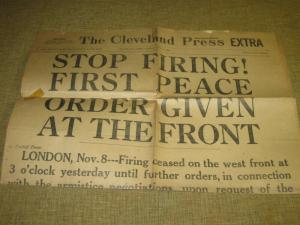 The Cleveland Press EXTRA
STOP FIRING!
FIRST PEACE
ORDER GIVEN
AT THE FRONT
LONDON, Nov. 8---Firing ceased on the west front at
3 o'clock yesterday until further orders, in connection
with the armistice negotiations, upon request of the